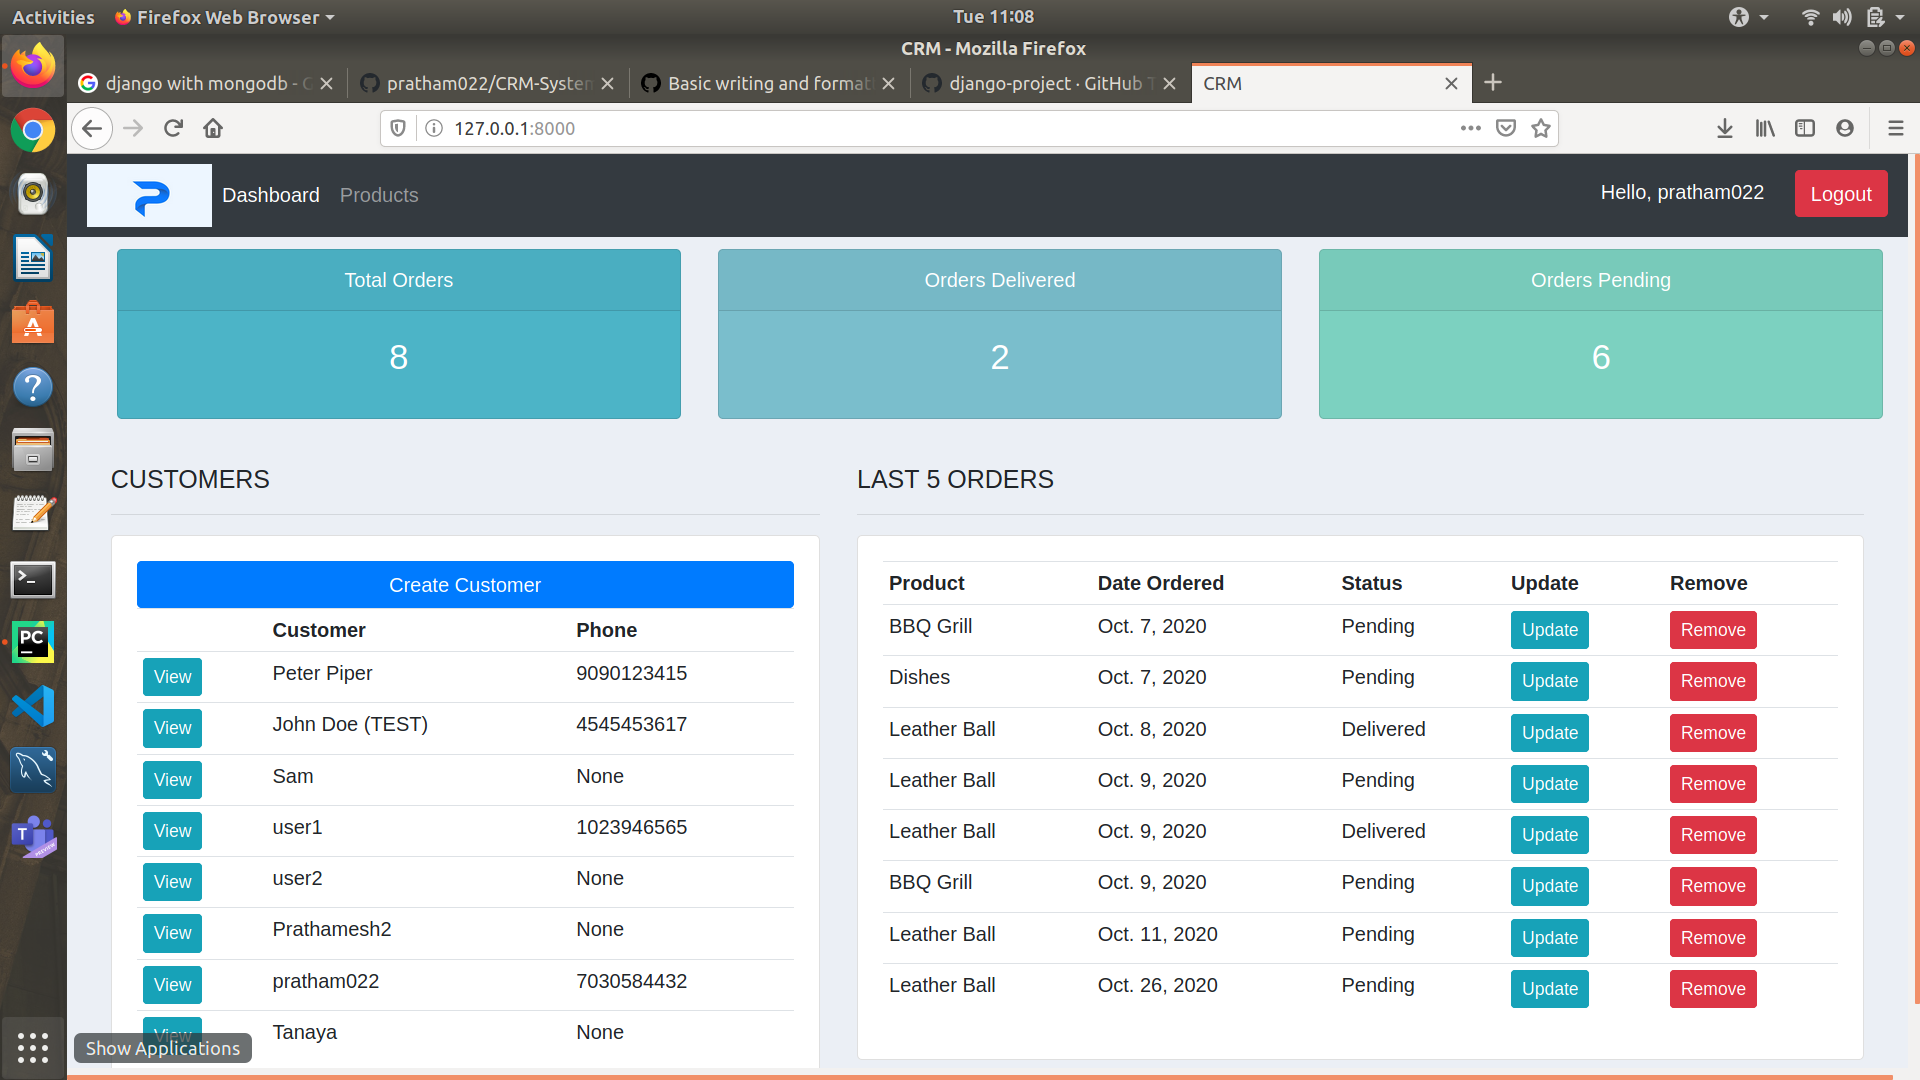 Activities Firefox Web Browser Tue 11:08
CRM - Mozilla Firefox
django with mongodb - pratham022/CRM-System Basic writing and format django-project · GitHub T CRM
127.0.0.1:8000
Dashboard Products Hello, pratham022 Logout
Total Orders Orders Delivered Orders Pending
8 2 6
CUSTOMERS LAST 5 ORDERS
Create Customer
Customer Phone
View Peter Piper 9090123415
View John Doe (TEST) 4545453617
View Sam None
View user1 1023946565
View user2 None
View Prathamesh2 None
View pratham022 7030584432
View Tanaya None
Product Date Ordered Status Update Remove
BBQ Grill Oct. 7, 2020 Pending Update Remove
Dishes Oct. 7, 2020 Pending Update Remove
Leather Ball Oct. 8, 2020 Delivered Update Remove
Leather Ball Oct. 9, 2020 Pending Update Remove
Leather Ball Oct. 9, 2020 Delivered Update Remove
BBQ Grill Oct. 9, 2020 Pending Update Remove
Leather Ball Oct. 11, 2020 Pending Update Remove
Leather Ball Oct. 26, 2020 Pending Update Remove
Show Applications
PC
T
PREVIEW